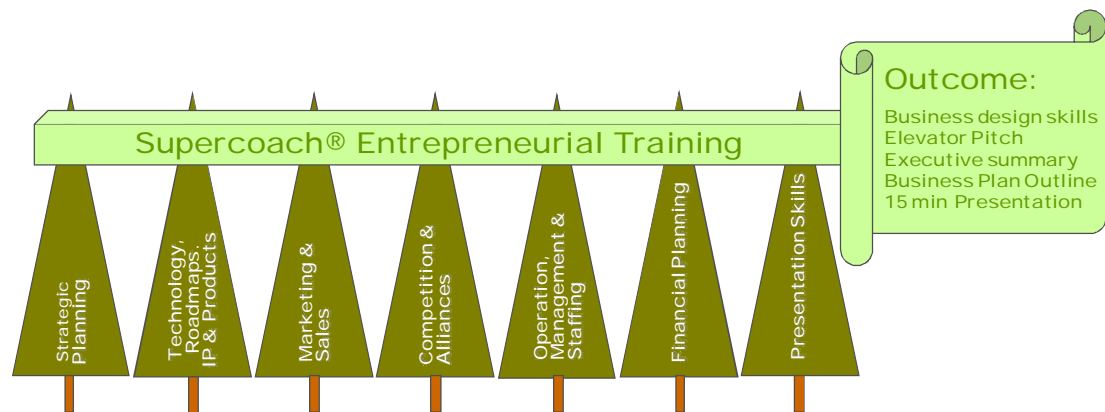 Supercoach® Entrepreneurial Training
Strategic
Planning
Technology,
Roadmaps.
IP & Products
Marketing &
Sales
Competition &
Alliances
Operation,
Management &
Staffing
Financial Planning
Presentation Skills
Outcome:
Business design skills
Elevator Pitch
Executive summary
Business Plan Outline
15 min Presentation